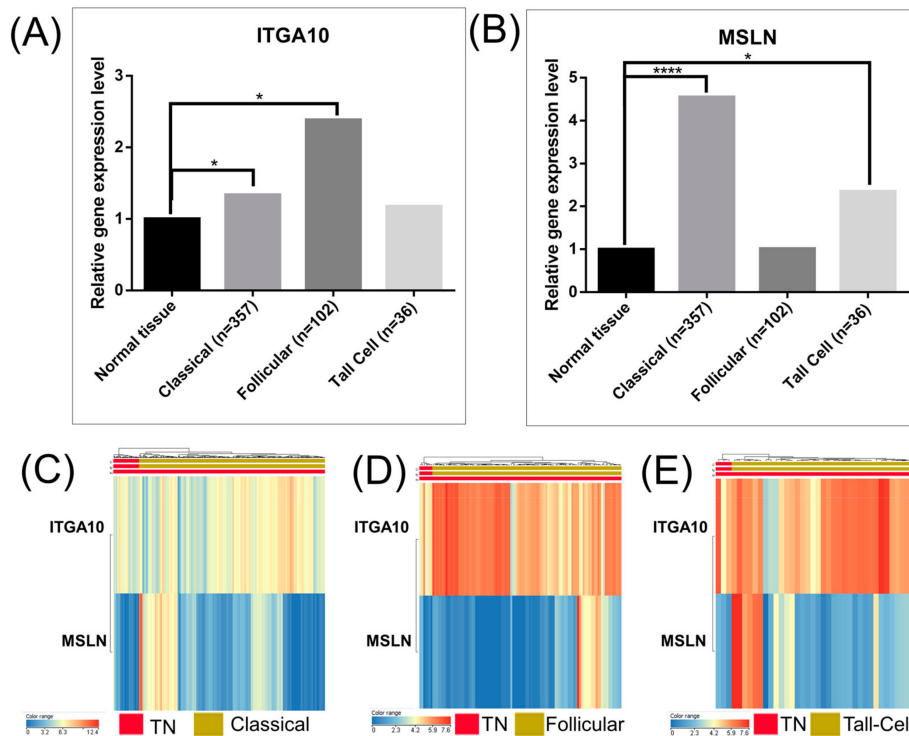 (A)
ITGA10
Relative gene expression level
3
2
1
0
*
*
Normal tissue
Classical (n=357)
Follicular (n=102)
Tall Cell (n=36)
(B)
MSLN
Relative gene expression level
5
4
3
2
1
0
****
*
Normal tissue
Classical (n=357)
Follicular (n=102)
Tall Cell (n=36)
(C)
ITGA10
MSLN
Color range
3.2 6.3 12.4
TN Classical
(D)
ITGA10
MSLN
Color range
0 2.3 4.2 5.9 7.6
TN Follicular
(E)
ITGA10
MSLN
Color range
0 2.3 5.9 7.6
TN Tall-Cel